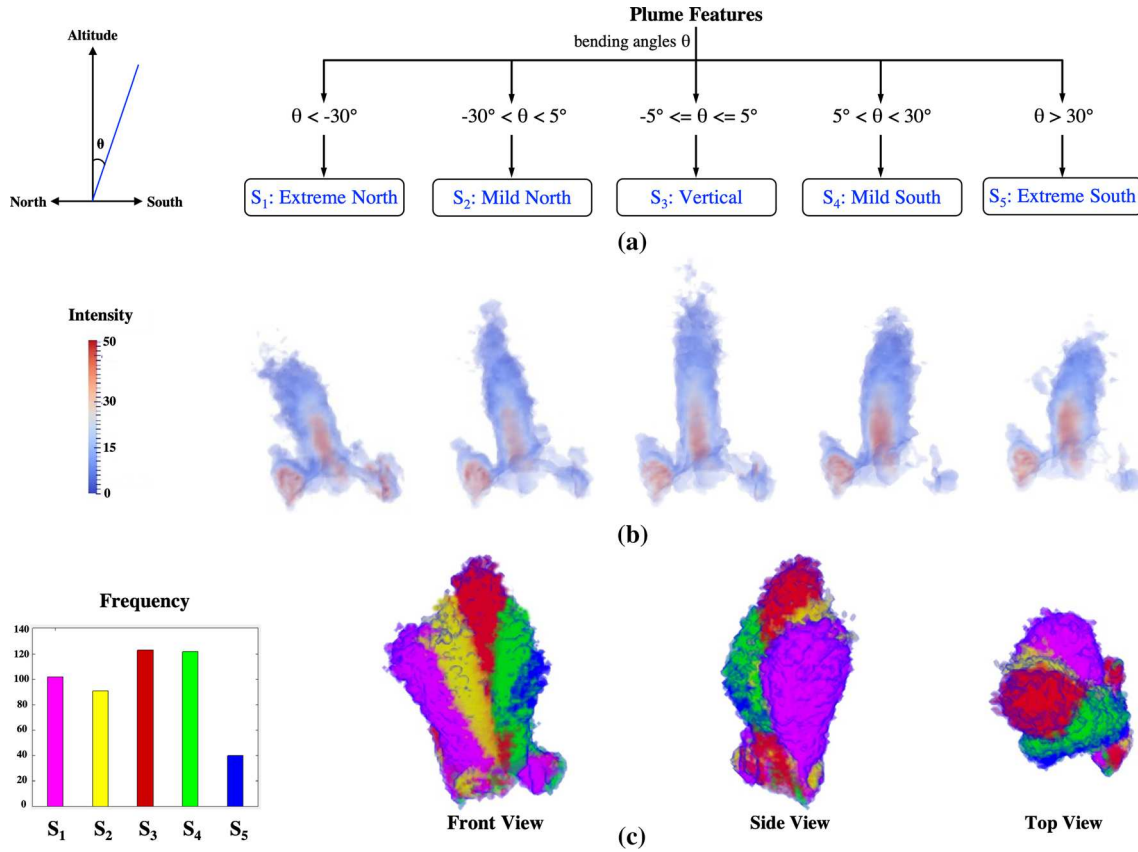 Plume Features
Altitude
bending angles θ
θ
North
South
θ < -30°
-30° < θ < 5°
-5° <= θ <= 5°
5° < θ < 30°
θ > 30°
S₁: Extreme North
S₂: Mild North
S₃: Vertical
S₄: Mild South
S₅: Extreme South
(a)
Intensity
50
30
15
0
(b)
Frequency
140
120
100
80
60
40
20
0
S₁
S₂
S₃
S₄
S₅
Front View
Side View
Top View
(c)